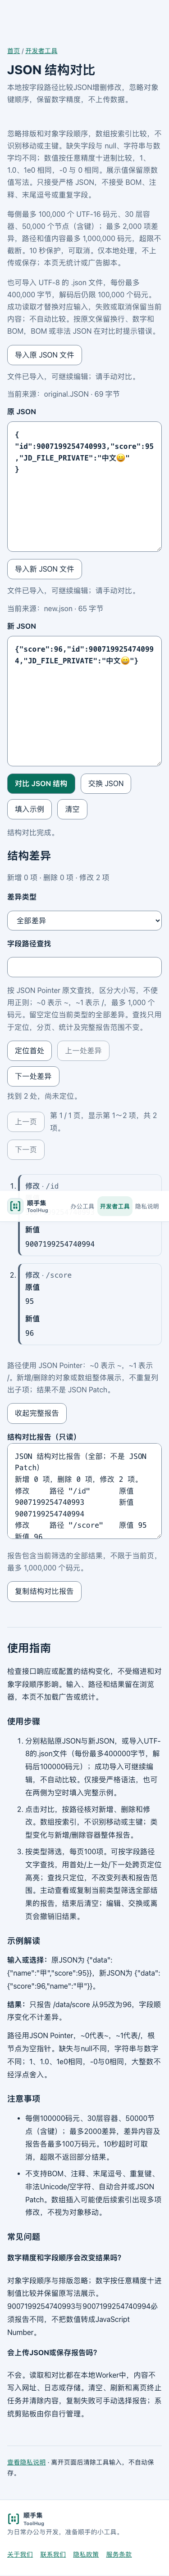 首页 / 开发者工具
JSON 结构对比
本地按字段路径比较JSON增删修改，忽略对象
键顺序，保留数字精度，不上传数据。
忽略排版和对象字段顺序，数组按索引比较，不
识别移动或主键。缺失字段与 null、字符串与数
字均不同；数值按任意精度十进制比较，1、
1.0、1e0 相同，-0 与 0 相同。展示值保留原数
值写法。只接受严格 JSON，不接受 BOM、注
释、末尾逗号或重复字段。
每侧最多 100,000 个 UTF-16 码元、30 层容
器、50,000 个节点（含键）；最多 2,000 项差
异，路径和值内容最多 1,000,000 码元，超限不
截断。10 秒保护，可取消。仅本地处理，不上
传或保存；本页无统计或广告脚本。
也可导入 UTF-8 的 .json 文件，每份最多
400,000 字节，解码后仍限 100,000 个码元。
成功读取才替换对应输入，失败或取消保留当前
内容；不自动比较。按原文保留换行、数字和
BOM，BOM 或非法 JSON 在对比时提示错误。
导入原 JSON 文件
文件已导入，可继续编辑；请手动对比。
当前来源：original.JSON · 69 字节
原 JSON
{
"id":9007199254740993,"score":95
,"JD_FILE_PRIVATE":"中文😀"
}
导入新 JSON 文件
文件已导入，可继续编辑；请手动对比。
当前来源：new.json · 65 字节
新 JSON
{"score":96,"id":900719925474099
4,"JD_FILE_PRIVATE":"中文😀"}
对比 JSON 结构
交换 JSON
填入示例
清空
结构对比完成。
结构差异
新增 0 项 · 删除 0 项 · 修改 2 项
差异类型
全部差异
字段路径查找
按 JSON Pointer 原文查找，区分大小写，不使
用正则；~0 表示 ~，~1 表示 /。最多 1,000 个
码元。留空定位当前类型的全部差异。查找只用
于定位，分页、统计及完整报告范围不变。
定位首处
上一处差异
下一处差异
找到 2 处，尚未定位。
上一页
第 1 / 1 页，显示第 1–2 项，共 2
项。
下一页
1. 修改 · /id
顺手集
ToolHug
办公工具
开发者工具
隐私说明
新值
9007199254740994
2. 修改 · /score
原值
95
新值
96
路径使用 JSON Pointer：~0 表示 ~，~1 表示
/。新增/删除的对象或数组整体展示，不重复列
出子项；结果不是 JSON Patch。
收起完整报告
结构对比报告（只读）
JSON 结构对比报告（全部；不是 JSON
Patch）
新增 0 项，删除 0 项，修改 2 项。
修改 路径 "/id" 原值
9007199254740993 新值
9007199254740994
修改 路径 "/score" 原值 95
新值 96
报告包含当前筛选的全部结果，不限于当前页，
最多 1,000,000 个码元。
复制结构对比报告
使用指南
检查接口响应或配置的结构变化，不受缩进和对
象字段顺序影响。输入、路径和结果留在浏览
器，本页不加载广告或统计。
使用步骤
1. 分别粘贴原JSON与新JSON，或导入UTF-
8的.json文件（每份最多400000字节，解
码后100000码元）；成功导入可继续编
辑，不自动比较。仅接受严格语法，也可
在两侧为空时填入完整示例。
2. 点击对比，按路径核对新增、删除和修
改。数组按索引，不识别移动或主键；类
型变化与新增/删除容器整体报告。
3. 按类型筛选，每页100项。可按字段路径
文字查找，用首处/上一处/下一处跨页定位
高亮；查找只定位，不改变列表和报告范
围。主动查看或复制当前类型筛选全部结
果的报告，结束后清空；编辑、交换或离
页会撤销旧结果。
示例解读
输入或选择：原JSON为 {"data":
{"name":"甲","score":95}}，新JSON为 {"data":
{"score":96,"name":"甲"}}。
结果：只报告 /data/score 从95改为96，字段顺
序变化不计差异。
路径用JSON Pointer，~0代表~，~1代表/，根
节点为空指针。缺失与null不同，字符串与数字
不同；1、1.0、1e0相同，-0与0相同，大整数不
经浮点舍入。
注意事项
• 每侧100000码元、30层容器、50000节
点（含键）；最多2000差异，差异内容及
报告各最多100万码元。10秒超时可取
消，超限不返回部分结果。
• 不支持BOM、注释、末尾逗号、重复键、
非法Unicode/空字符、自动合并或JSON
Patch。数组插入可能使后续索引出现多项
修改，不视为对象移动。
常见问题
数字精度和字段顺序会改变结果吗？
对象字段顺序与排版忽略；数字按任意精度十进
制值比较并保留原写法展示。
9007199254740993与9007199254740994必
须报告不同，不把数值转成JavaScript
Number。
会上传JSON或保存报告吗？
不会。读取和对比都在本地Worker中，内容不
写入网址、日志或存储。清空、刷新和离页终止
任务并清除内容，复制失败可手动选择报告；系
统剪贴板由你自行管理。
查看隐私说明 · 离开页面后清除工具输入，不自动保
存。
顺手集
ToolHug
为日常办公与开发，准备顺手的小工具。
关于我们
联系我们
隐私政策
服务条款